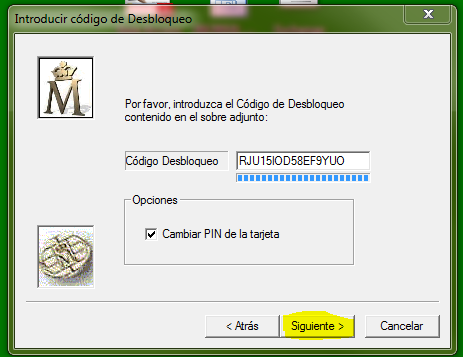 Introducir código de Desbloqueo
Por favor, introduzca el Código de Desbloqueo
contenido en el sobre adjunto:
Código Desbloqueo
RJU15IOD58EF9YUO
Opciones
Cambiar PIN de la tarjeta
< Atrás
Siguiente >
Cancelar